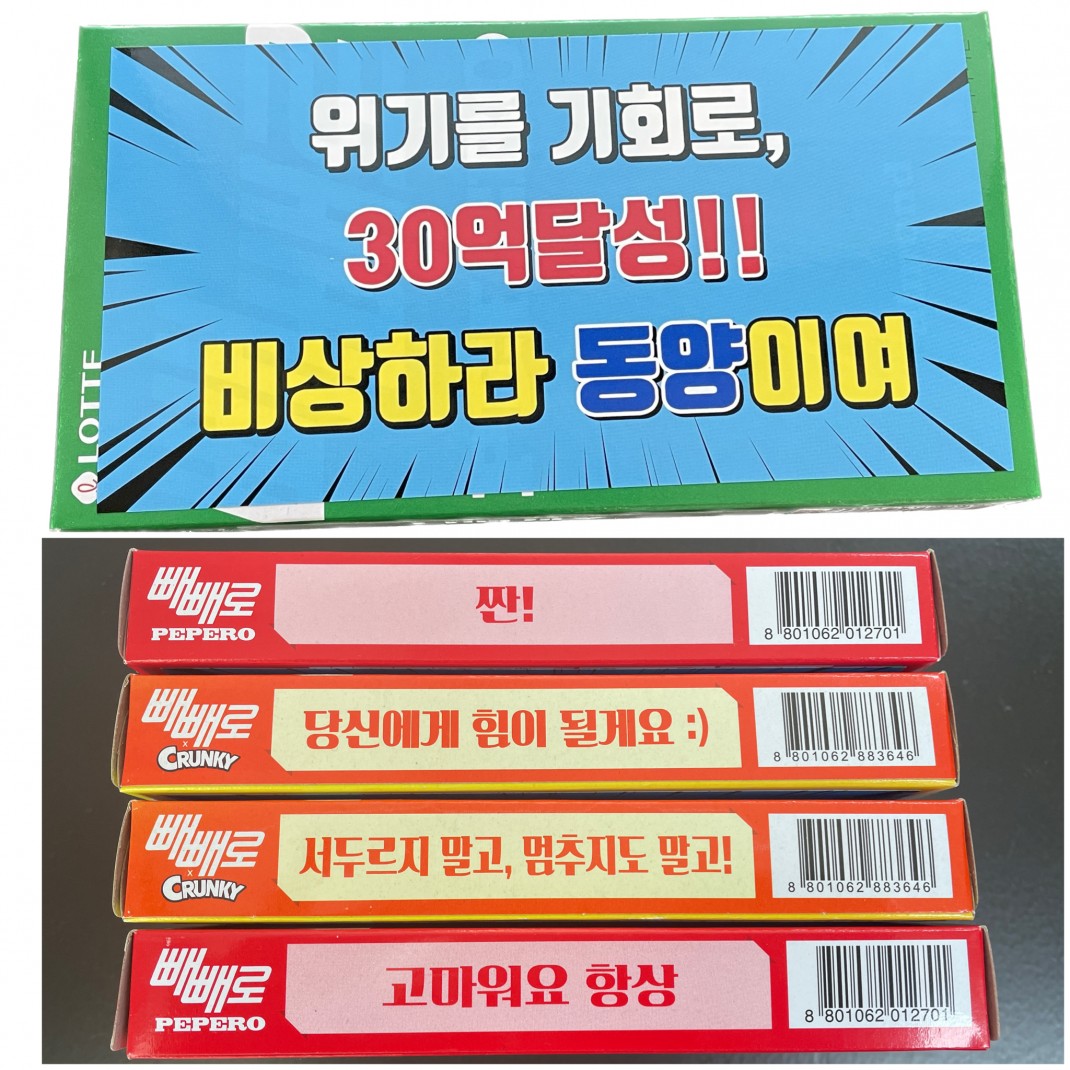 위기를 기회로,
30억달성!!
비상하라 동양이여
LOTTE
빼빼로
PEPERO
짠!
8 801062 012701
빼빼로
x
CRUNKY
당신에게 힘이 될게요 :)
8 801062 883646
빼빼로
x
CRUNKY
서두르지 말고, 멈추지도 말고!
8 801062 883646
빼빼로
PEPERO
고마워요 항상
8 801062 012701